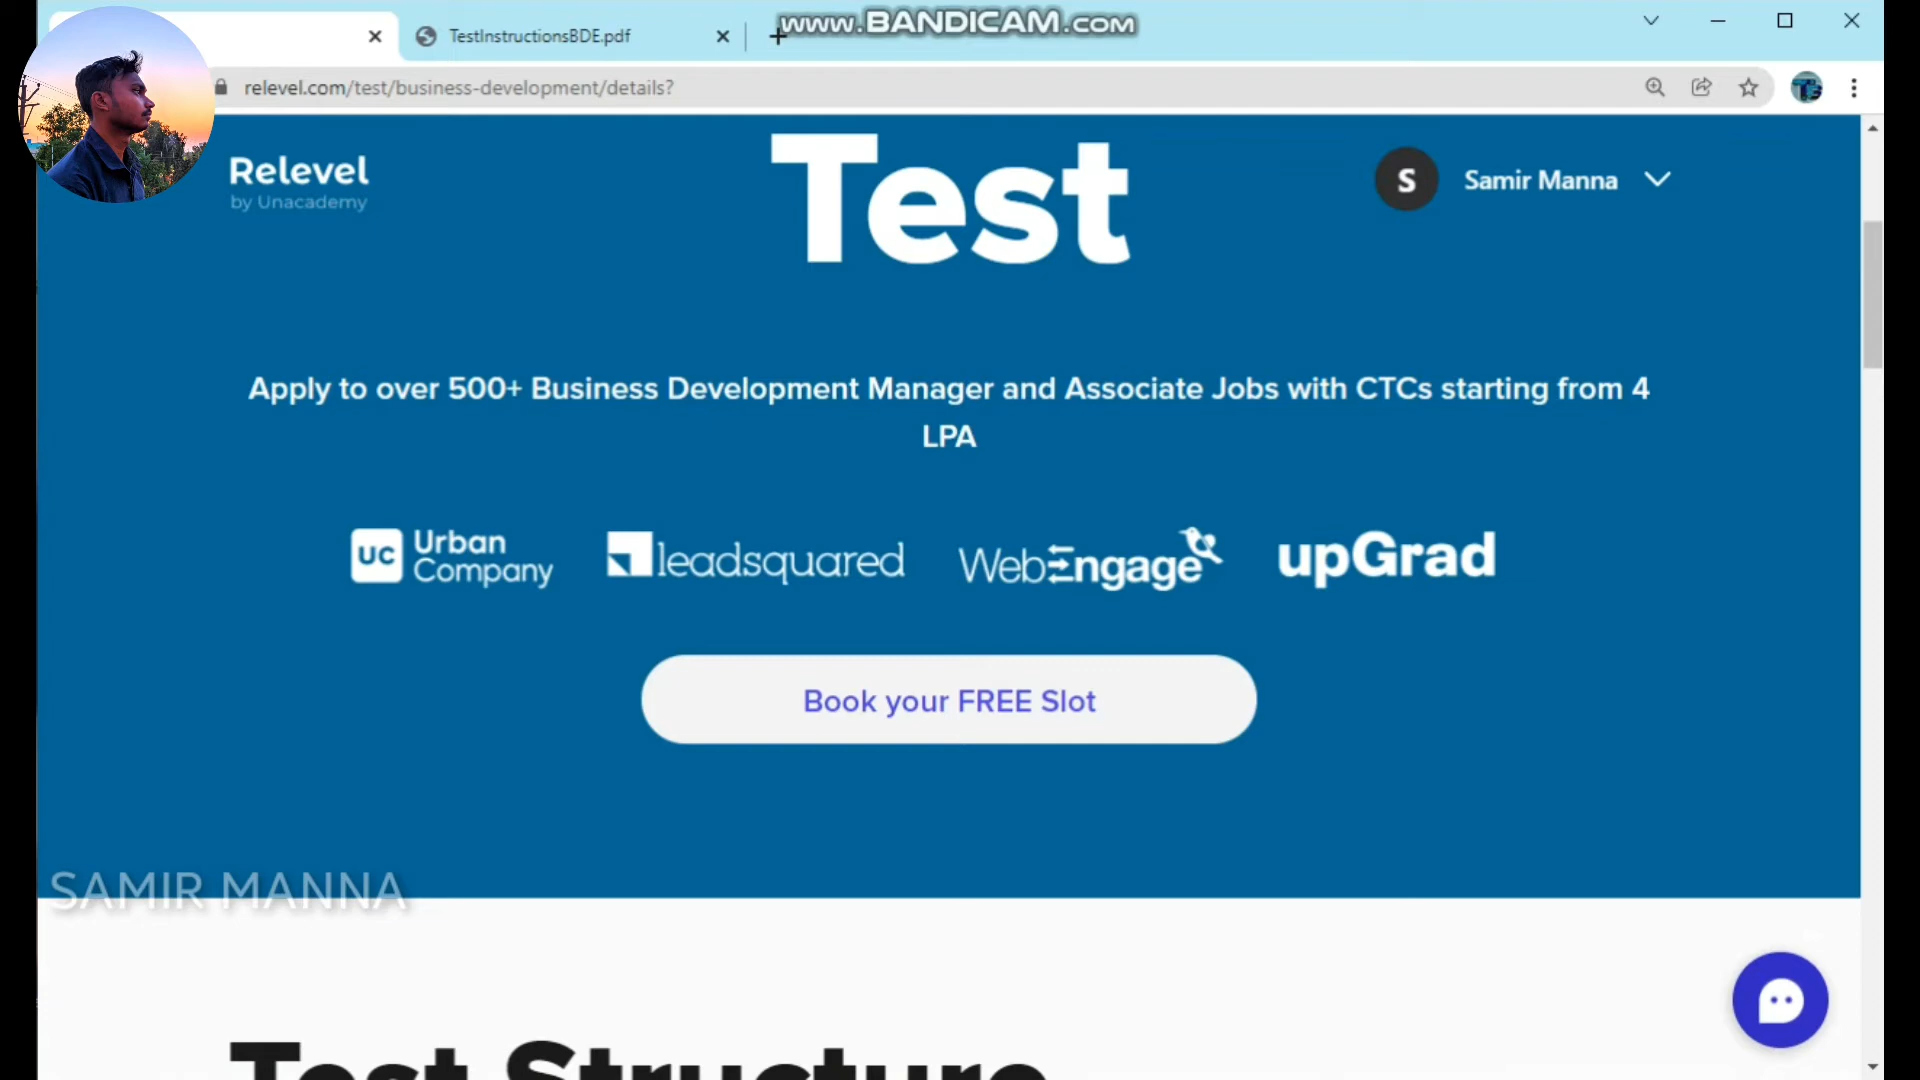 TestInstructionsBDE.pdf
www.BANDICAM.com
relevel.com/test/business-development/details?
Relevel
by Unacademy
Test
S
Samir Manna
Apply to over 500+ Business Development Manager and Associate Jobs with CTCs starting from 4
LPA
UC
Urban
Company
leadsquared
WebEngage
upGrad
Book your FREE Slot
SAMIR MANNA
Test Structure